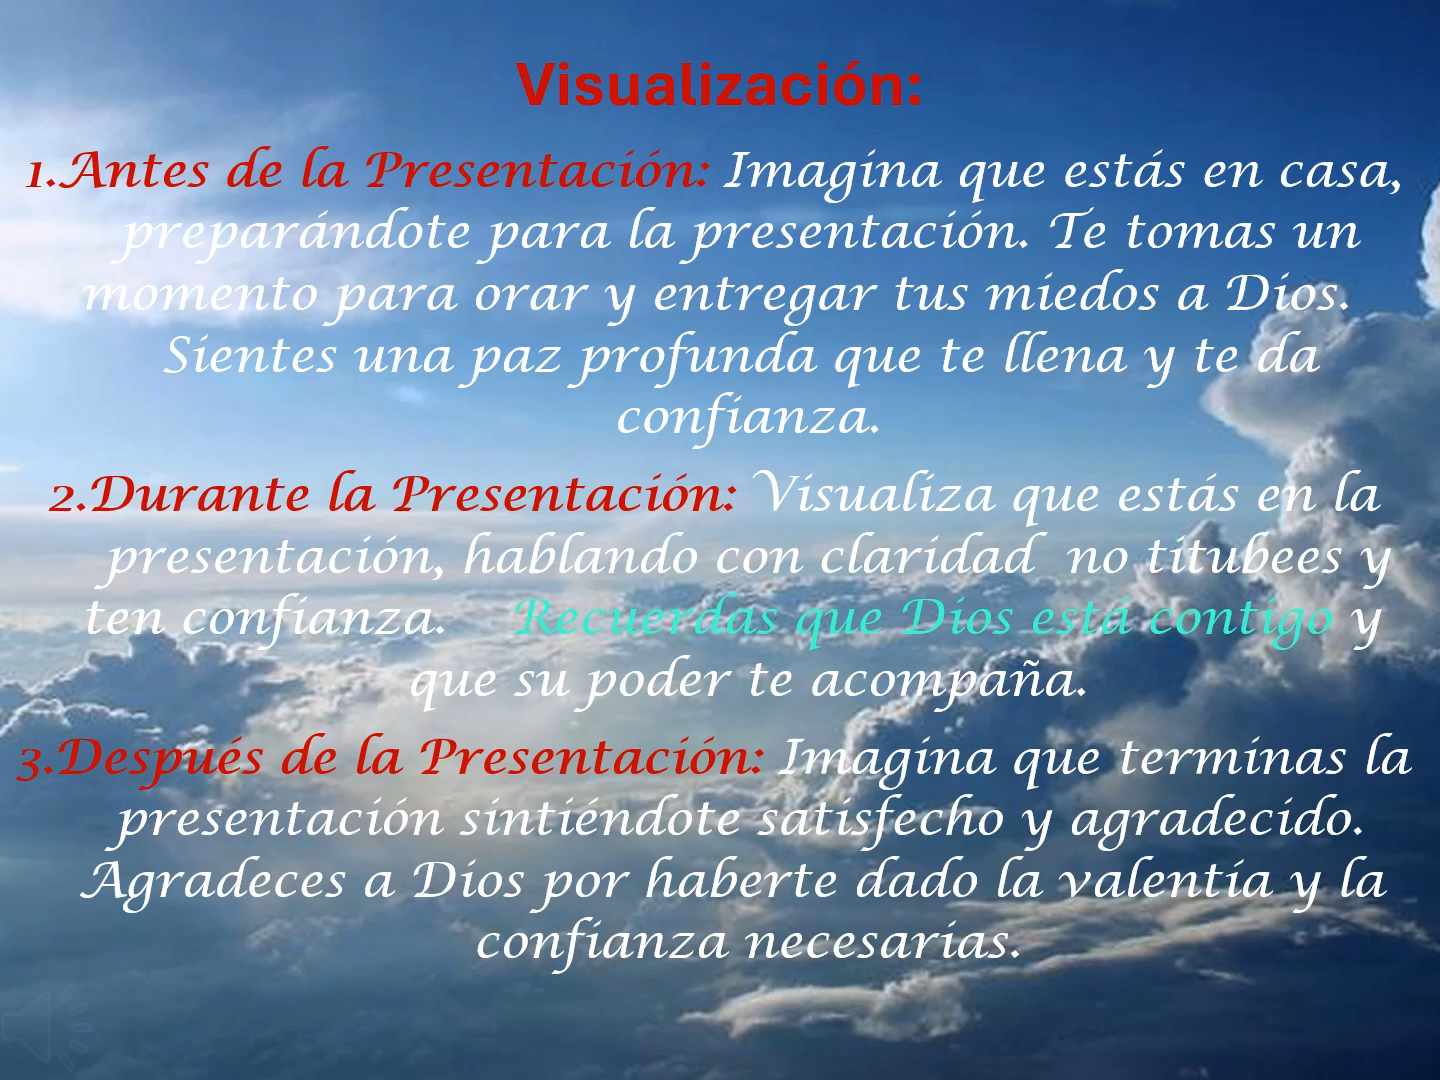 Visualización:
1.Antes de la Presentación: Imagina que estás en casa,
preparándote para la presentación. Te tomas un
momento para orar y entregar tus miedos a Dios.
Sientes una paz profunda que te llena y te da
confianza.
2.Durante la Presentación: Visualiza que estás en la
presentación, hablando con claridad  no titubees y
ten confianza.    Recuerdas que Dios está contigo y
que su poder te acompaña.
3.Después de la Presentación: Imagina que terminas la
presentación sintiéndote satisfecho y agradecido.
Agradeces a Dios por haberte dado la valentía y la
confianza necesarias.